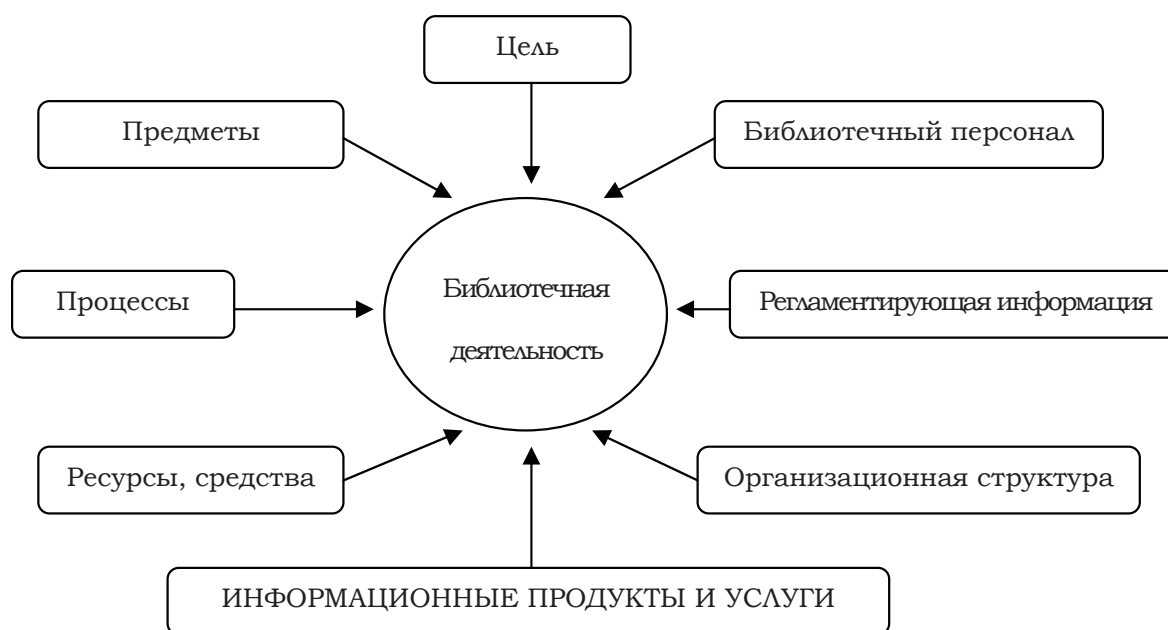 Цель
Предметы
Библиотечный персонал
Процессы
Библиотечная
деятельность
Регламентирующая информация
Ресурсы, средства
Организационная структура
ИНФОРМАЦИОННЫЕ ПРОДУКТЫ И УСЛУГИ